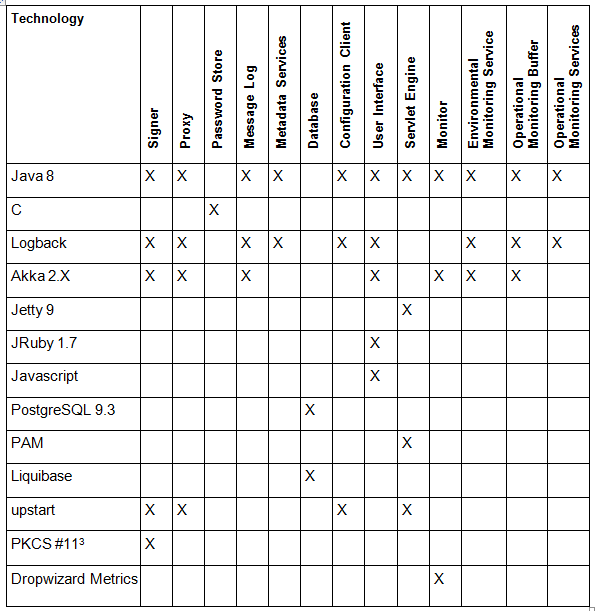 Technology
Signer
Proxy
Password Store
Message Log
Metadata Services
Database
Configuration Client
User Interface
Servlet Engine
Monitor
Environmental
Monitoring Service
Operational
Monitoring Buffer
Operational
Monitoring Services
Java 8 X X X X X X X X X X X
C X
Logback X X X X X X X X X
Akka 2.X X X X X X X X
Jetty 9 X
JRuby 1.7 X
Javascript X
PostgreSQL 9.3 X
PAM X
Liquibase X
upstart X X X X
PKCS #11³ X
Dropwizard Metrics X